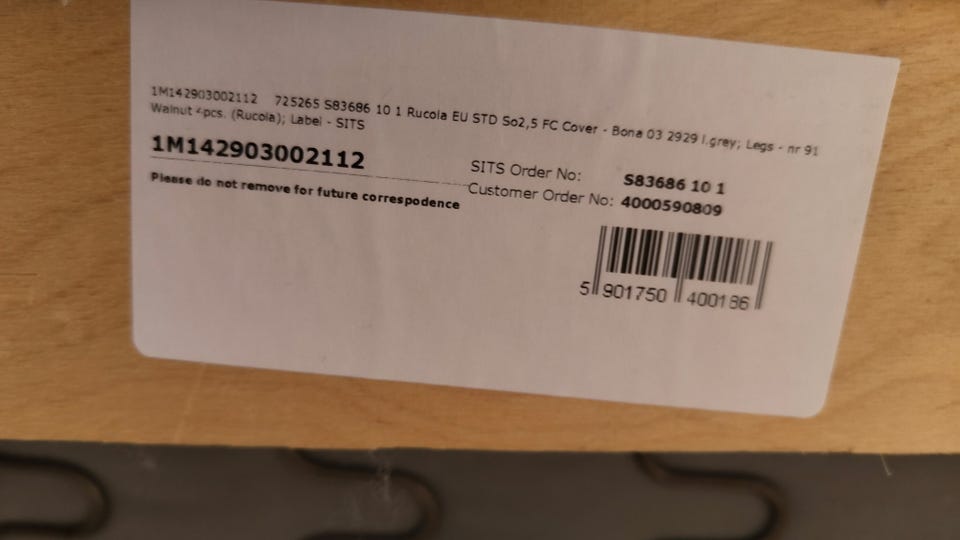 1M142903002112 725265 S83686 10 1 Rucola EU STD So2,5 FC Cover - Bona 03 2929 l.grey; Legs - nr 91
Walnut 4pcs. (Rucola); Label - SITS
1M142903002112
Please do not remove for future correspodence
SITS Order No: S83686 10 1
Customer Order No: 4000590809
5 901750 400186